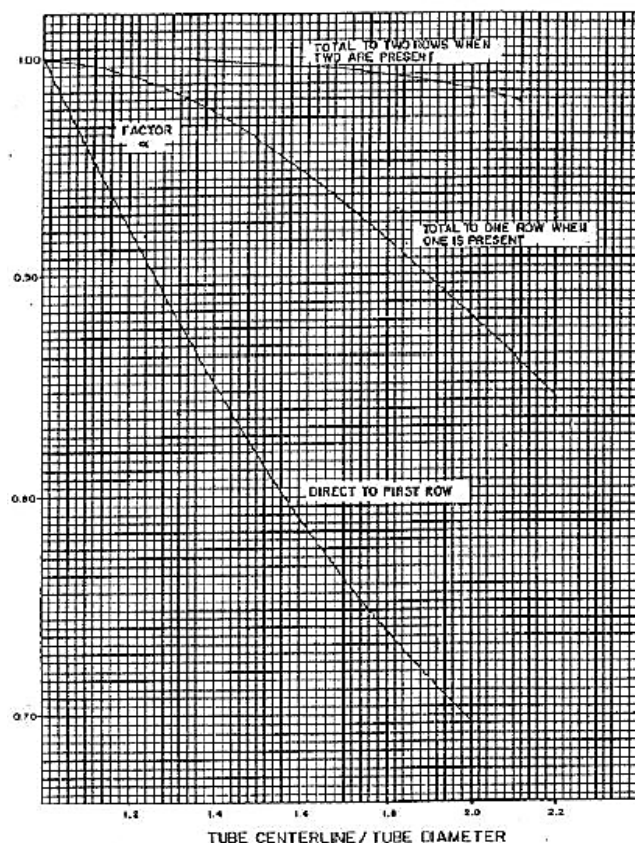 TOTAL TO TWO ROWS WHEN
TWO ARE PRESENT
1.00
FACTOR
∝
TOTAL TO ONE ROW WHEN
ONE IS PRESENT
0.90
DIRECT TO FIRST ROW
0.80
0.70
1.2 1.4 1.6 1.8 2.0 2.2
TUBE CENTERLINE / TUBE DIAMETER